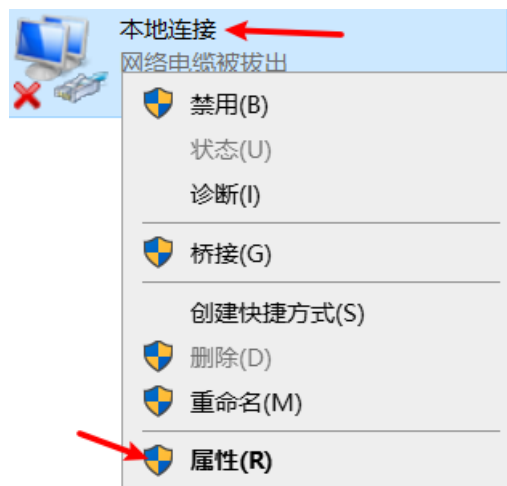 本地连接
网络电缆被拔出
禁用(B)
状态(U)
诊断(I)
桥接(G)
创建快捷方式(S)
删除(D)
重命名(M)
属性(R)